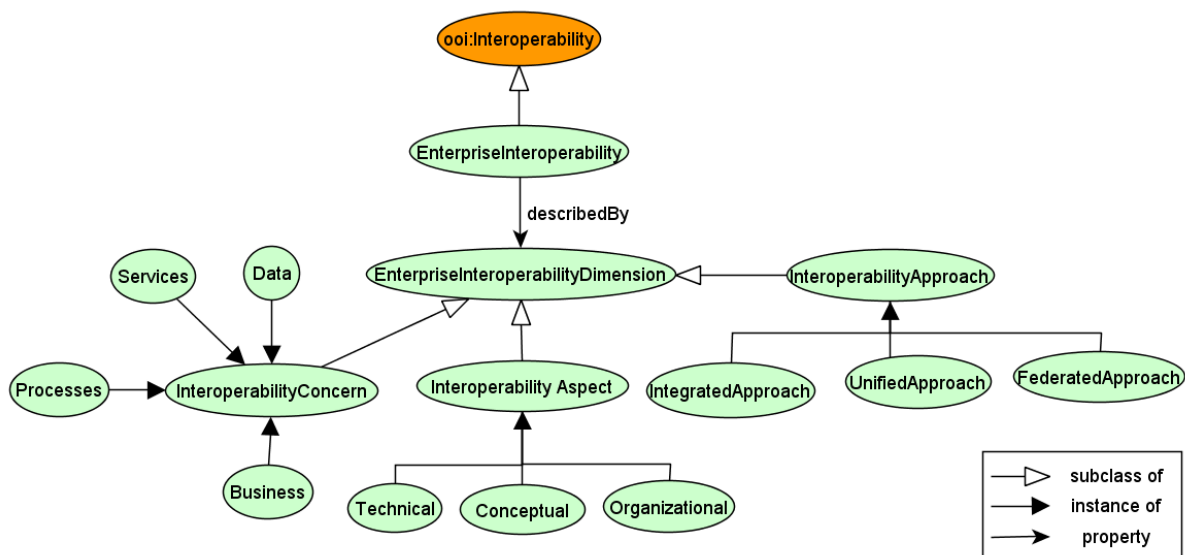 ooi:Interoperability
EnterpriseInteroperability
describedBy
Services
Data
EnterpriseInteroperabilityDimension
InteroperabilityApproach
Processes
InteroperabilityConcern
Interoperability Aspect
IntegratedApproach
UnifiedApproach
FederatedApproach
Business
Technical
Conceptual
Organizational
subclass of
instance of
property